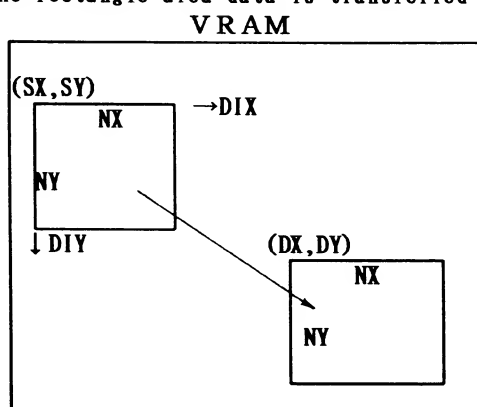 VRAM
(SX,SY)
→DIX
NX
NY
↓ DIY
(DX,DY)
NX
NY